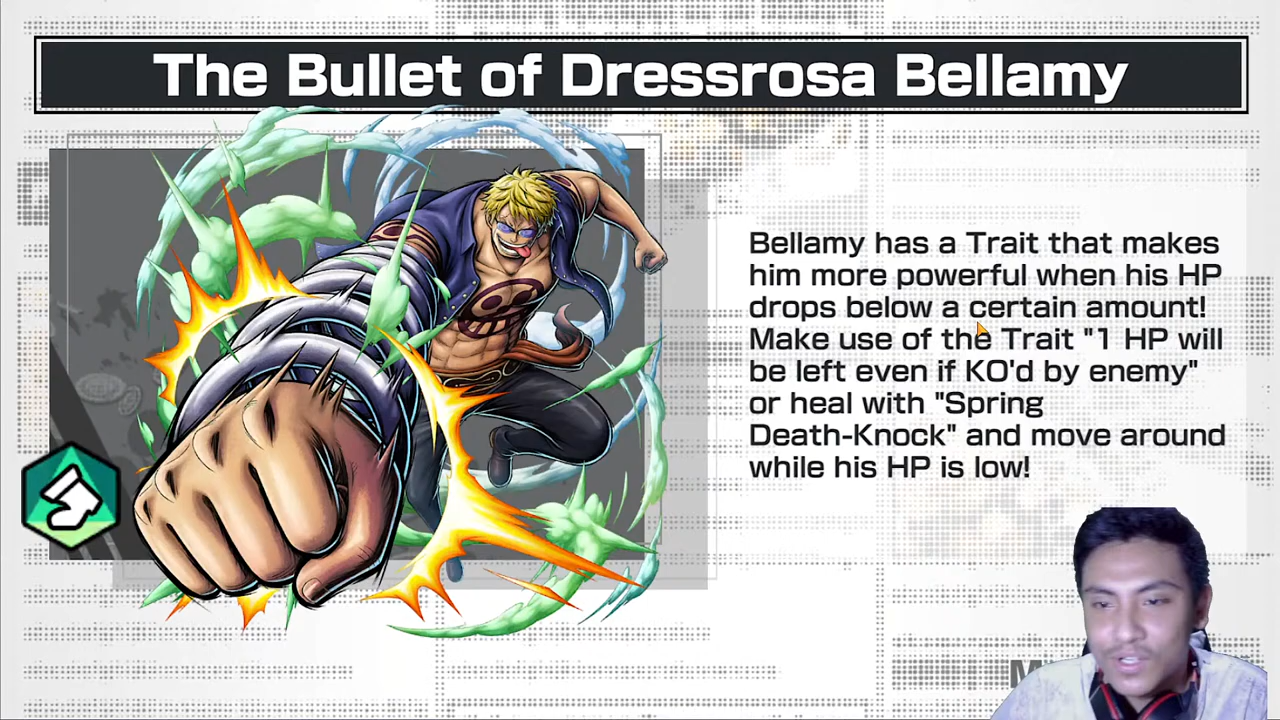 The Bullet of Dressrosa Bellamy
Bellamy has a Trait that makes
him more powerful when his HP
drops below a certain amount!
Make use of the Trait "1 HP will
be left even if KO'd by enemy"
or heal with "Spring
Death-Knock" and move around
while his HP is low!